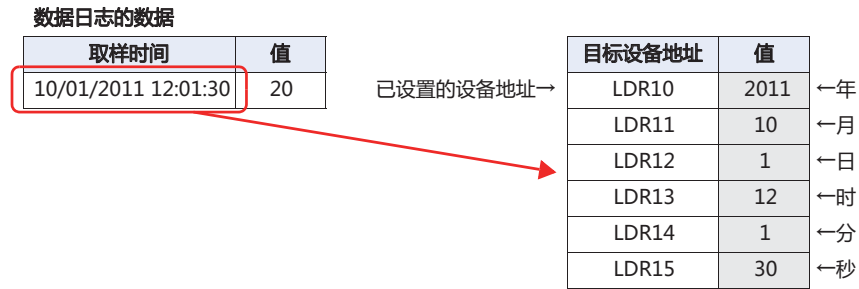 数据日志的数据
取样时间 值
10/01/2011 12:01:30 20
目标设备地址 值
已设置的设备地址→ LDR10 2011 ←年
LDR11 10 ←月
LDR12 1 ←日
LDR13 12 ←时
LDR14 1 ←分
LDR15 30 ←秒